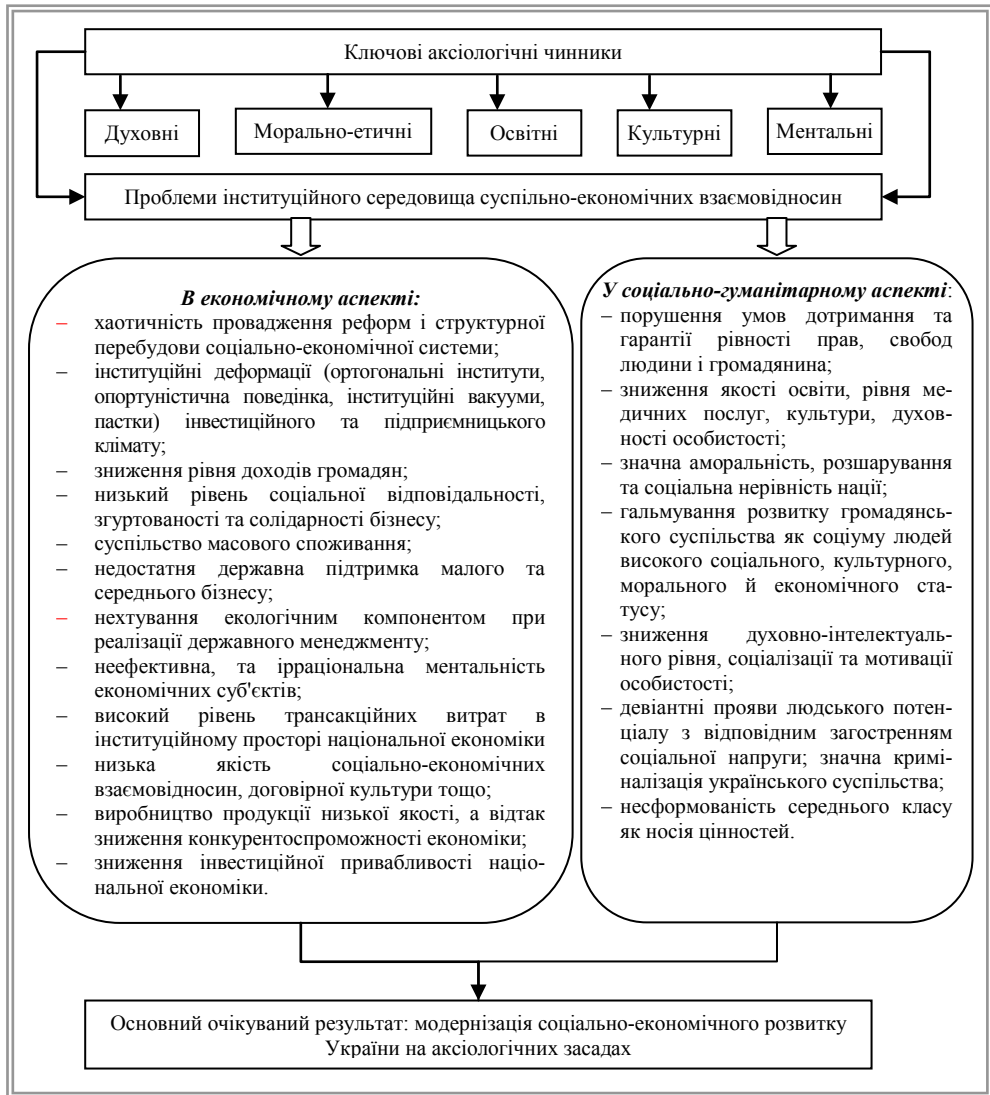 Ключові аксіологічні чинники
Духовні
Морально-етичні
Освітні
Культурні
Ментальні
Проблеми інституційного середовища суспільно-економічних взаємовідносин
В економічному аспекті:
– хаотичність провадження реформ і структурної
перебудови соціально-економічної системи;
– інституційні деформації (ортогональні інститути,
опортуністична поведінка, інституційні вакууми,
пастки) інвестиційного та підприємницького
клімату;
– зниження рівня доходів громадян;
– низький рівень соціальної відповідальності,
згуртованості та солідарності бізнесу;
– суспільство масового споживання;
– недостатня державна підтримка малого та
середнього бізнесу;
– нехтування екологічним компонентом при
реалізації державного менеджменту;
– неефективна, та ірраціональна ментальність
економічних суб'єктів;
– високий рівень трансакційних витрат в
інституційному просторі національної економіки
– низька якість соціально-економічних
взаємовідносин, договірної культури тощо;
– виробництво продукції низької якості, а відтак
зниження конкурентоспроможності економіки;
– зниження інвестиційної привабливості націо-
нальної економіки.
У соціально-гуманітарному аспекті:
– порушення умов дотримання та
гарантії рівності прав, свобод
людини і громадянина;
– зниження якості освіти, рівня ме-
дичних послуг, культури, духов-
ності особистості;
– значна аморальність, розшарування
та соціальна нерівність нації;
– гальмування розвитку громадянсь-
кого суспільства як соціуму людей
високого соціального, культурного,
морального й економічного ста-
тусу;
– зниження духовно-інтелектуаль-
ного рівня, соціалізації та мотивації
особистості;
– девіантні прояви людського потен-
ціалу з відповідним загостренням
соціальної напруги; значна кримі-
налізація українського суспільства;
– несформованість середнього класу
як носія цінностей.
Основний очікуваний результат: модернізація соціально-економічного розвитку
України на аксіологічних засадах